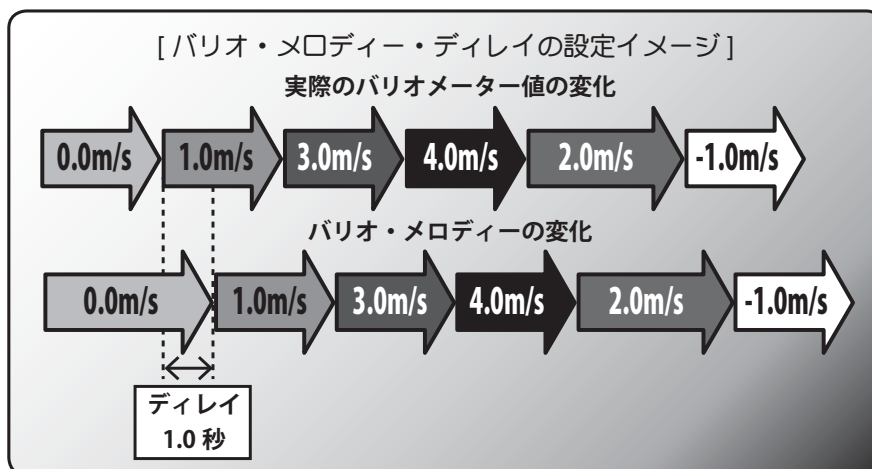 [ バリオ・メロディー・ディレイの設定イメージ ]
実際のバリオメーター値の変化
0.0m/s 1.0m/s 3.0m/s 4.0m/s 2.0m/s -1.0m/s
バリオ・メロディーの変化
0.0m/s 1.0m/s 3.0m/s 4.0m/s 2.0m/s -1.0m/s
ディレイ
1.0 秒